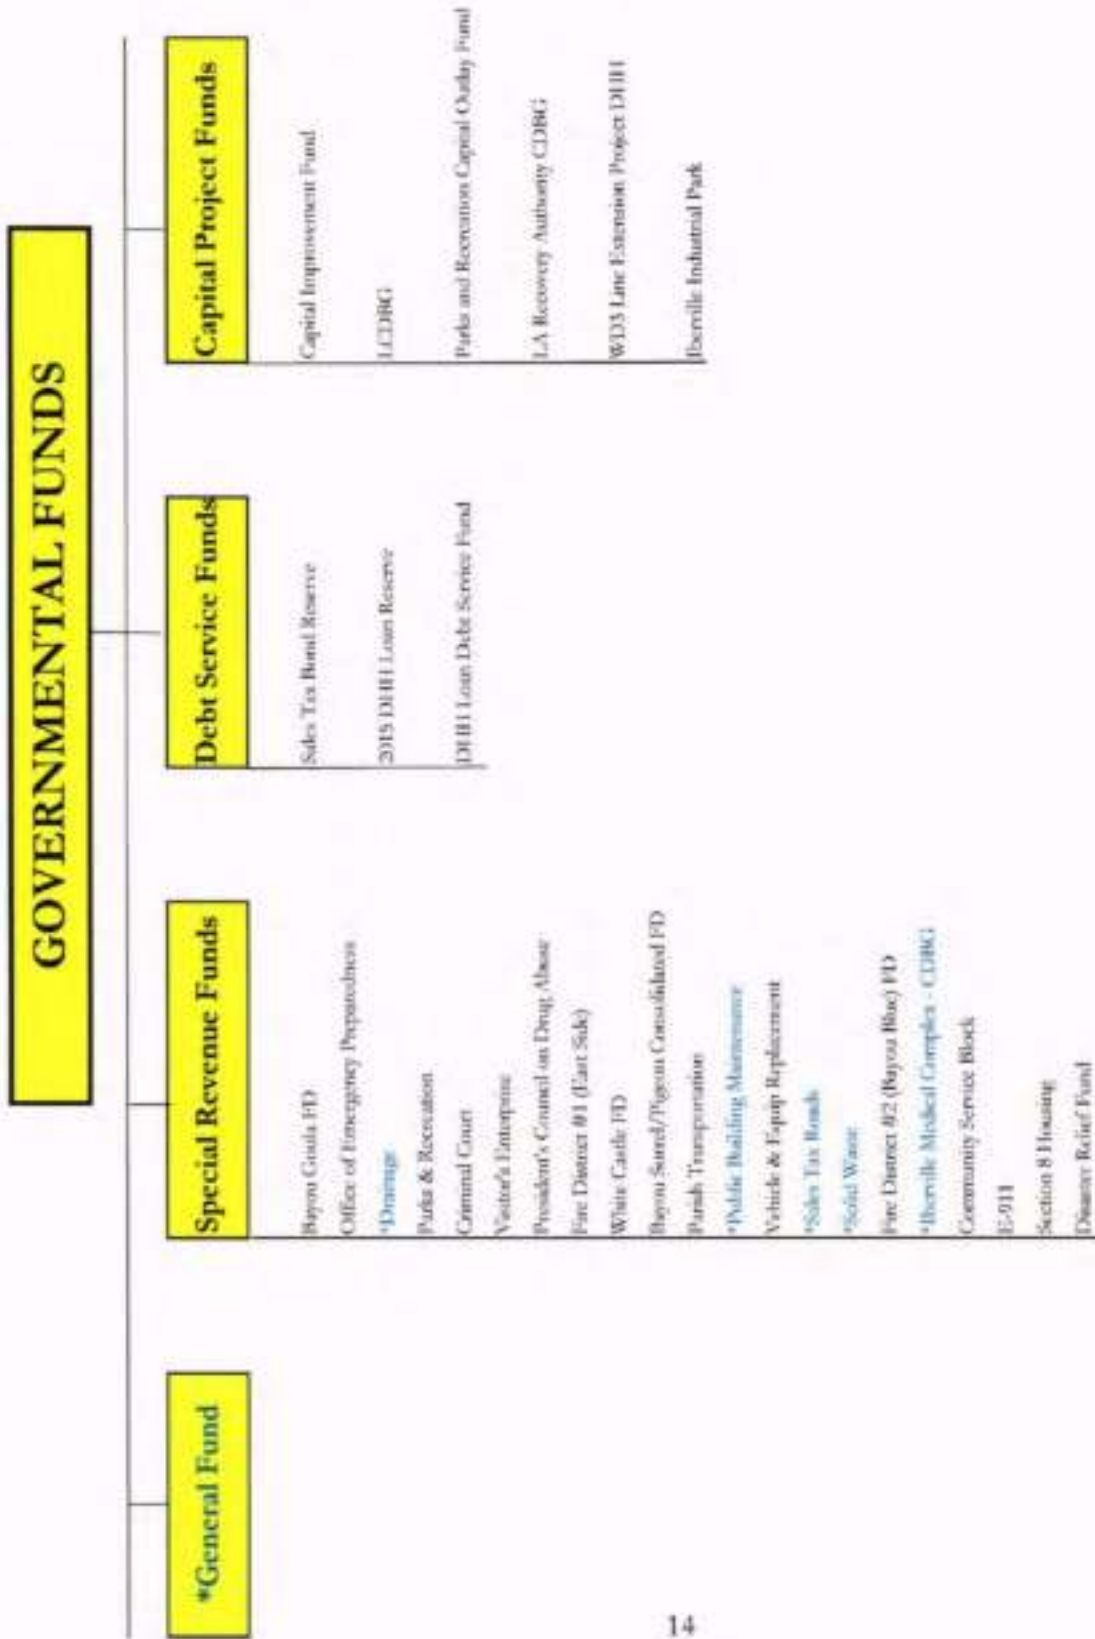 GOVERNMENTAL FUNDS
*General Fund
Special Revenue Funds
Bayou Goula FD
Office of Emergency Preparedness
*Drainage
Parks & Recreation
Criminal Court
Visitor's Enterprise
President's Council on Drug Abuse
Fire District #1 (East Side)
White Castle FD
Bayou Sorrel/Pigeon Consolidated FD
Parish Transportation
*Public Building Maintenance
Vehicle & Equip Replacement
*Sales Tax Bonds
*Solid Waste
Fire District #2 (Bayou Blue) FD
*Iberville Medical Complex - CDBG
Community Service Block
E-911
Section 8 Housing
Disaster Relief Fund
Debt Service Funds
Sales Tax Bond Reserve
2015 DHH Loan Reserve
DHH Loan Debt Service Fund
Capital Project Funds
Capital Improvement Fund
LCDBG
Parks and Recreation Capital Outlay Fund
LA Recovery Authority CDBG
WD3 Line Extension Project DHH
Iberville Industrial Park
14